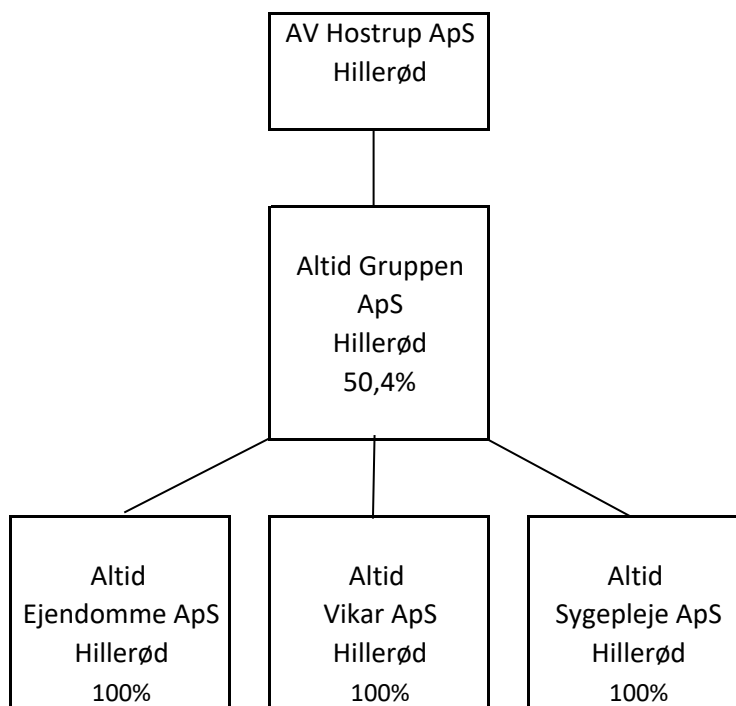 AV Hostrup ApS
Hillerød
Altid Gruppen
ApS
Hillerød
50,4%
Altid
Ejendomme ApS
Hillerød
100%
Altid
Vikar ApS
Hillerød
100%
Altid
Sygepleje ApS
Hillerød
100%